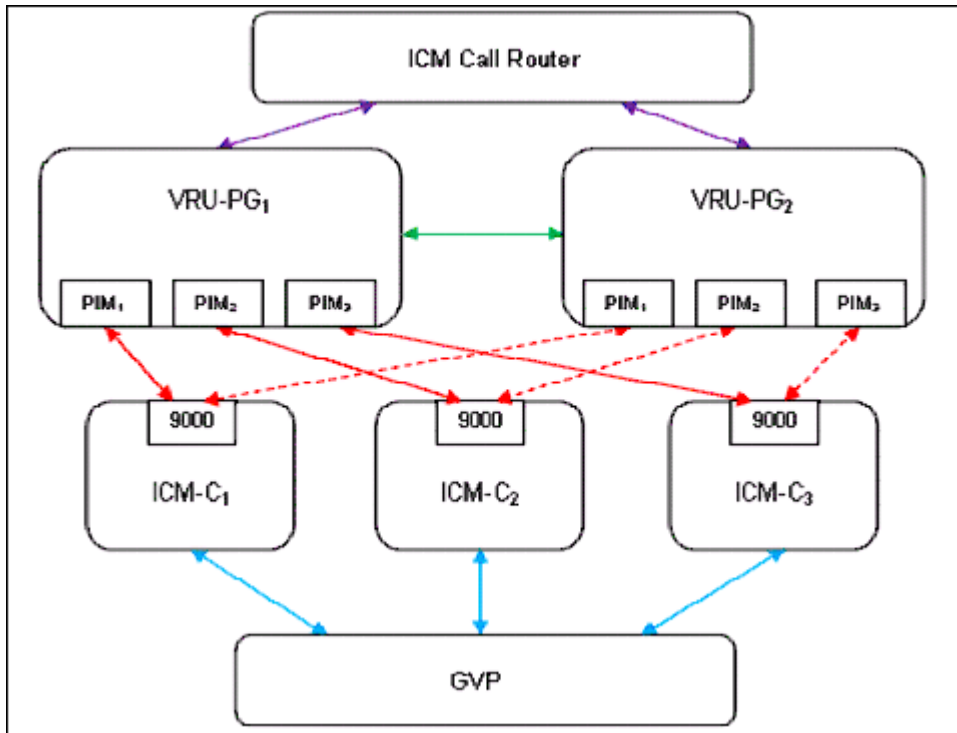 ICM Call Router
VRU-PG₁
VRU-PG₂
PIM₁
PIM₂
PIM₃
PIM₁
PIM₂
PIM₃
9000
9000
9000
ICM-C₁
ICM-C₂
ICM-C₃
GVP